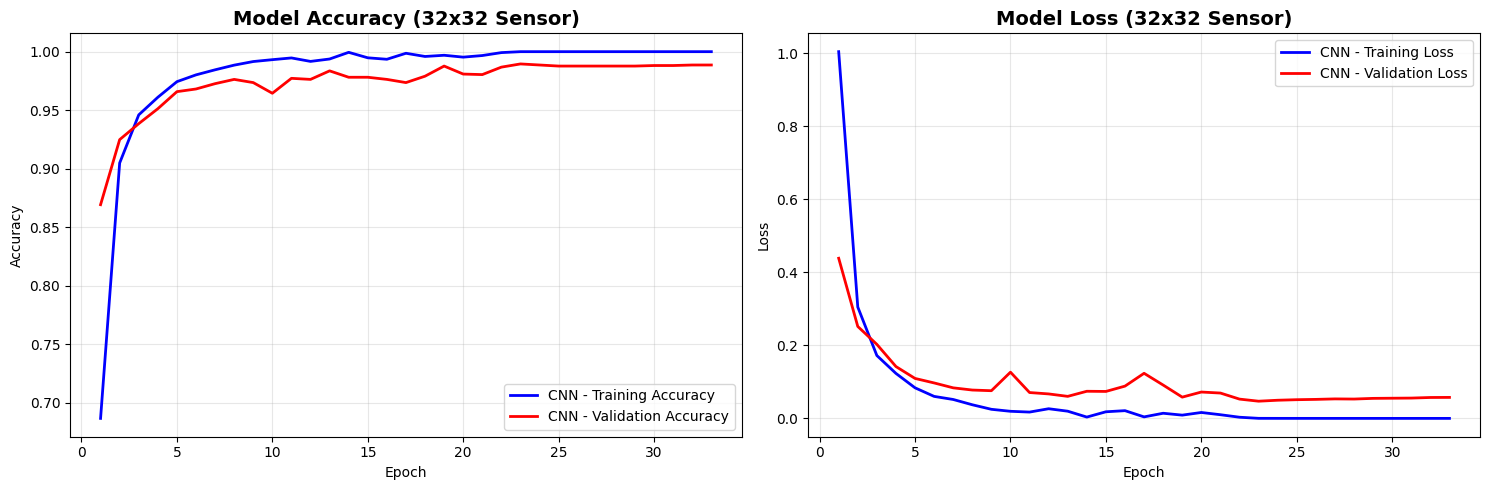 Model Accuracy (32x32 Sensor)
Accuracy
1.00
0.95
0.90
0.85
0.80
0.75
0.70
CNN - Training Accuracy
CNN - Validation Accuracy
0 5 10 15 20 25 30
Epoch
Model Loss (32x32 Sensor)
Loss
1.0
0.8
0.6
0.4
0.2
0.0
CNN - Training Loss
CNN - Validation Loss
0 5 10 15 20 25 30
Epoch